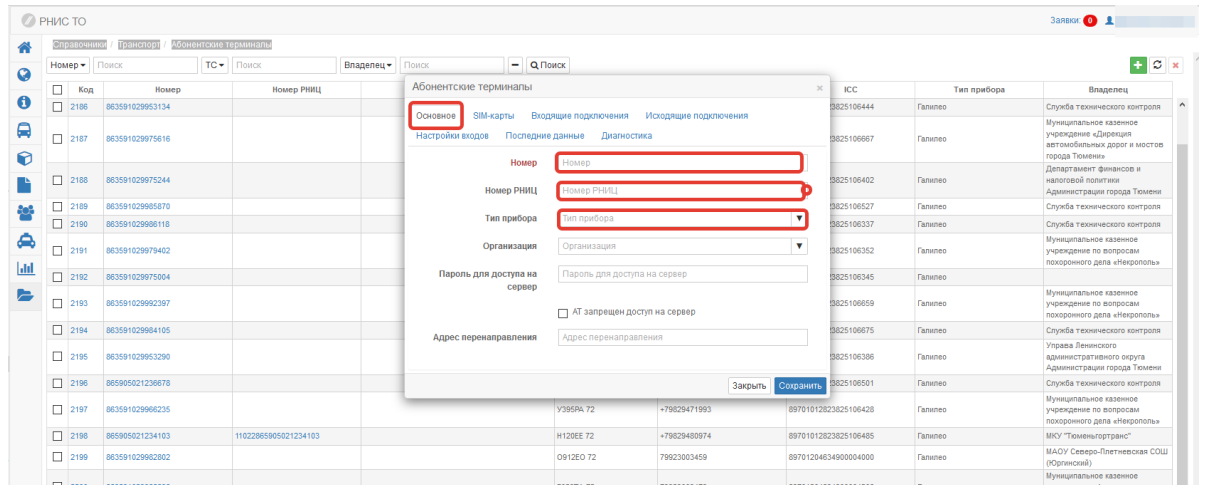 РНИС ТО
Заявки: 0
Справочники / Транспорт / Абонентские терминалы
Номер Поиск ТС Поиск Владелец Поиск Поиск
Код Номер Номер РНИЦ ICC Тип прибора Владелец
2186 863591029953134 3825106444 Галилео Служба технического контроля
2187 863591029975616 3825106667 Галилео Муниципальное казенное
учреждение «Дирекция
автомобильных дорог и мостов
города Тюмени»
2188 863591029975244 3825106402 Галилео Департамент финансов и
налоговой политики
Администрации города Тюмени
2189 863591029985870 3825106527 Галилео Служба технического контроля
2190 863591029986118 3825106337 Галилео Служба технического контроля
2191 863591029979402 3825106352 Галилео Муниципальное казенное
учреждение по вопросам
похоронного дела «Некрополь»
2192 863591029975004 3825106345 Галилео
2193 863591029992397 3825106659 Галилео Муниципальное казенное
учреждение по вопросам
похоронного дела «Некрополь»
2194 863591029984105 3825106675 Галилео Служба технического контроля
2195 863591029953290 3825106386 Галилео Управа Ленинского
административного округа
Администрации города Тюмени
2196 865905021236678 3825106501 Галилео Служба технического контроля
2197 863591029966235 У395РА 72 +79829471993 89701012823825106428 Галилео Муниципальное казенное
учреждение по вопросам
похоронного дела «Некрополь»
2198 865905021234103 11022865905021234103 Н120ЕЕ 72 +79829480974 89701012823825106485 Галилео МКУ "Тюменьгортранс"
2199 863591029982802 О912ЕО 72 79923003459 89701204634900004000 Галилео МАОУ Северо-Плетневская СОШ
(Юргинский)
Муниципальное казенное
Абонентские терминалы
Основное SIM-карты Входящие подключения Исходящие подключения
Настройки входов Последние данные Диагностика
Номер Номер
Номер РНИЦ Номер РНИЦ
Тип прибора Тип прибора
Организация Организация
Пароль для доступа на Пароль для доступа на сервер
сервер
АТ запрещен доступ на сервер
Адрес перенаправления Адрес перенаправления
Закрыть Сохранить